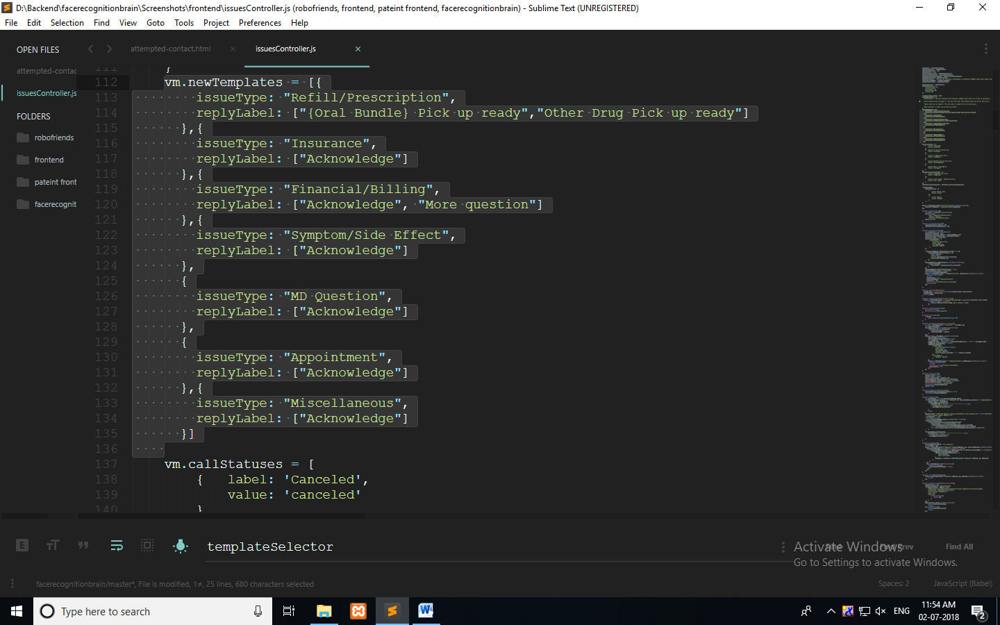 D:\Backend\facerecognitionbrain\Screenshots\frontend\issuesController.js (robofriends, frontend, pateint frontend, facerecognitionbrain) - Sublime Text (UNREGISTERED)
File Edit Selection Find View Goto Tools Project Preferences Help
OPEN FILES
attempted-contact.html
issuesController.js
attempted-contac
issuesController.js
FOLDERS
robofriends
frontend
pateint front
facerecognit
111 }
112 vm.newTemplates = [{
113 issueType: "Refill/Prescription",
114 replyLabel: ["{Oral Bundle} Pick up ready","Other Drug Pick up ready"]
115 },{
116 issueType: "Insurance",
117 replyLabel: ["Acknowledge"]
118 },{
119 issueType: "Financial/Billing",
120 replyLabel: ["Acknowledge", "More question"]
121 },{
122 issueType: "Symptom/Side Effect",
123 replyLabel: ["Acknowledge"]
124 },
125 {
126 issueType: "MD Question",
127 replyLabel: ["Acknowledge"]
128 },
129 {
130 issueType: "Appointment",
131 replyLabel: ["Acknowledge"]
132 },{
133 issueType: "Miscellaneous",
134 replyLabel: ["Acknowledge"]
135 }]
136
137 vm.callStatuses = [
138 { label: 'Canceled',
139 value: 'canceled'
140 }
templateSelector
Find Find Prev Find All
Activate Windows
Go to Settings to activate Windows.
facerecognitionbrain/master*, File is modified, 1≠, 25 lines, 680 characters selected
Spaces: 2 JavaScript (Babel)
Type here to search
ENG
11:54 AM
02-07-2018
2